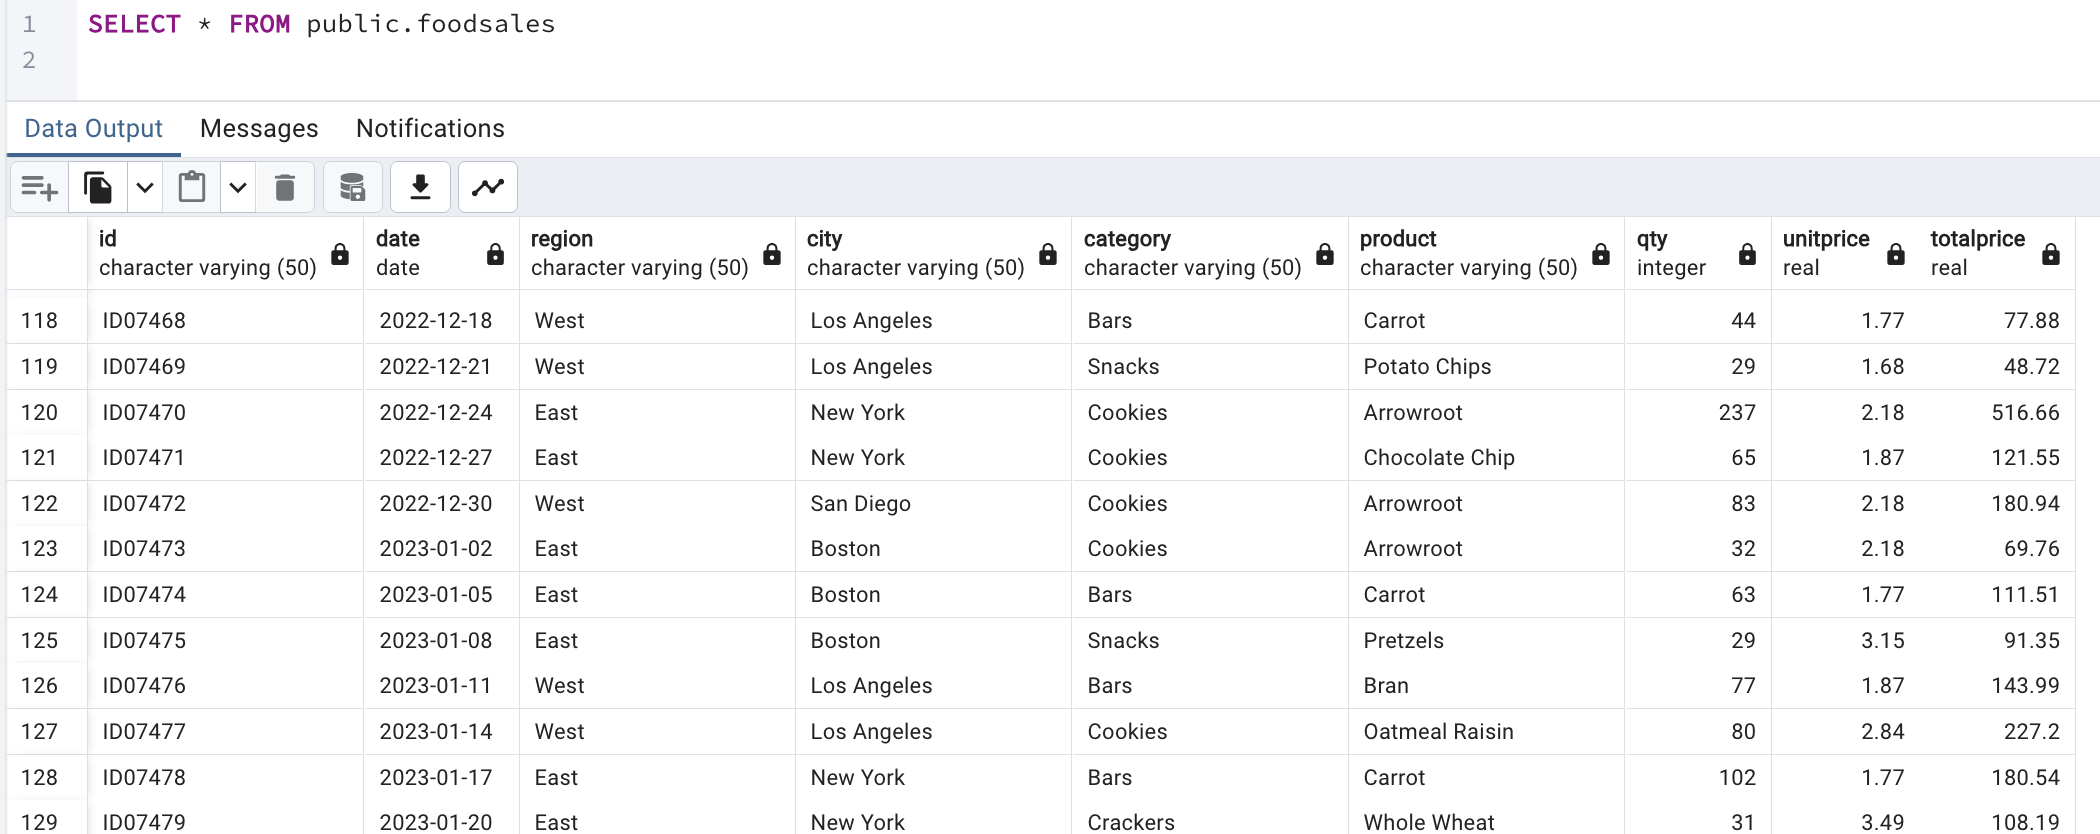 1 SELECT * FROM public.foodsales
2
Data Output Messages Notifications
id date region city category product qty unitprice totalprice
character varying (50) date character varying (50) character varying (50) character varying (50) character varying (50) integer real real
118 ID07468 2022-12-18 West Los Angeles Bars Carrot 44 1.77 77.88
119 ID07469 2022-12-21 West Los Angeles Snacks Potato Chips 29 1.68 48.72
120 ID07470 2022-12-24 East New York Cookies Arrowroot 237 2.18 516.66
121 ID07471 2022-12-27 East New York Cookies Chocolate Chip 65 1.87 121.55
122 ID07472 2022-12-30 West San Diego Cookies Arrowroot 83 2.18 180.94
123 ID07473 2023-01-02 East Boston Cookies Arrowroot 32 2.18 69.76
124 ID07474 2023-01-05 East Boston Bars Carrot 63 1.77 111.51
125 ID07475 2023-01-08 East Boston Snacks Pretzels 29 3.15 91.35
126 ID07476 2023-01-11 West Los Angeles Bars Bran 77 1.87 143.99
127 ID07477 2023-01-14 West Los Angeles Cookies Oatmeal Raisin 80 2.84 227.2
128 ID07478 2023-01-17 East New York Bars Carrot 102 1.77 180.54
129 ID07479 2023-01-20 East New York Crackers Whole Wheat 31 3.49 108.19